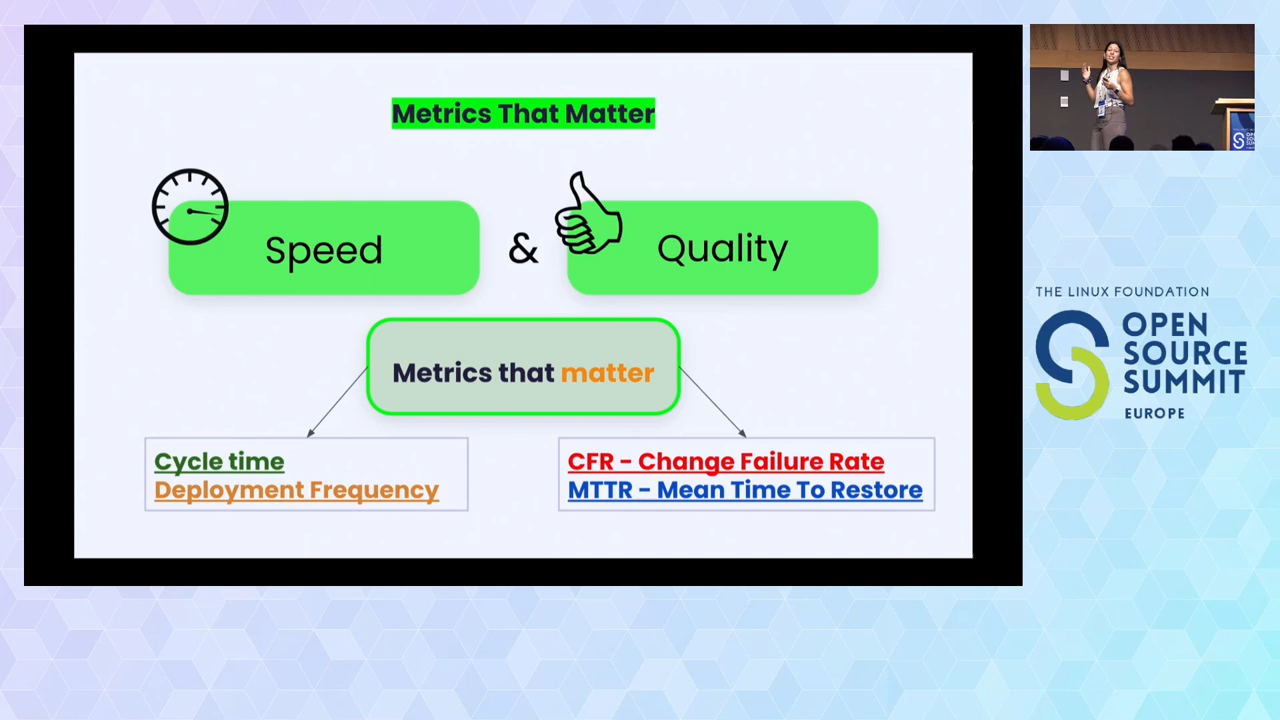 Metrics That Matter
Speed
&
Quality
Metrics that matter
Cycle time
Deployment Frequency
CFR - Change Failure Rate
MTTR - Mean Time To Restore
THE LINUX FOUNDATION
OPEN
SOURCE
SUMMIT
EUROPE